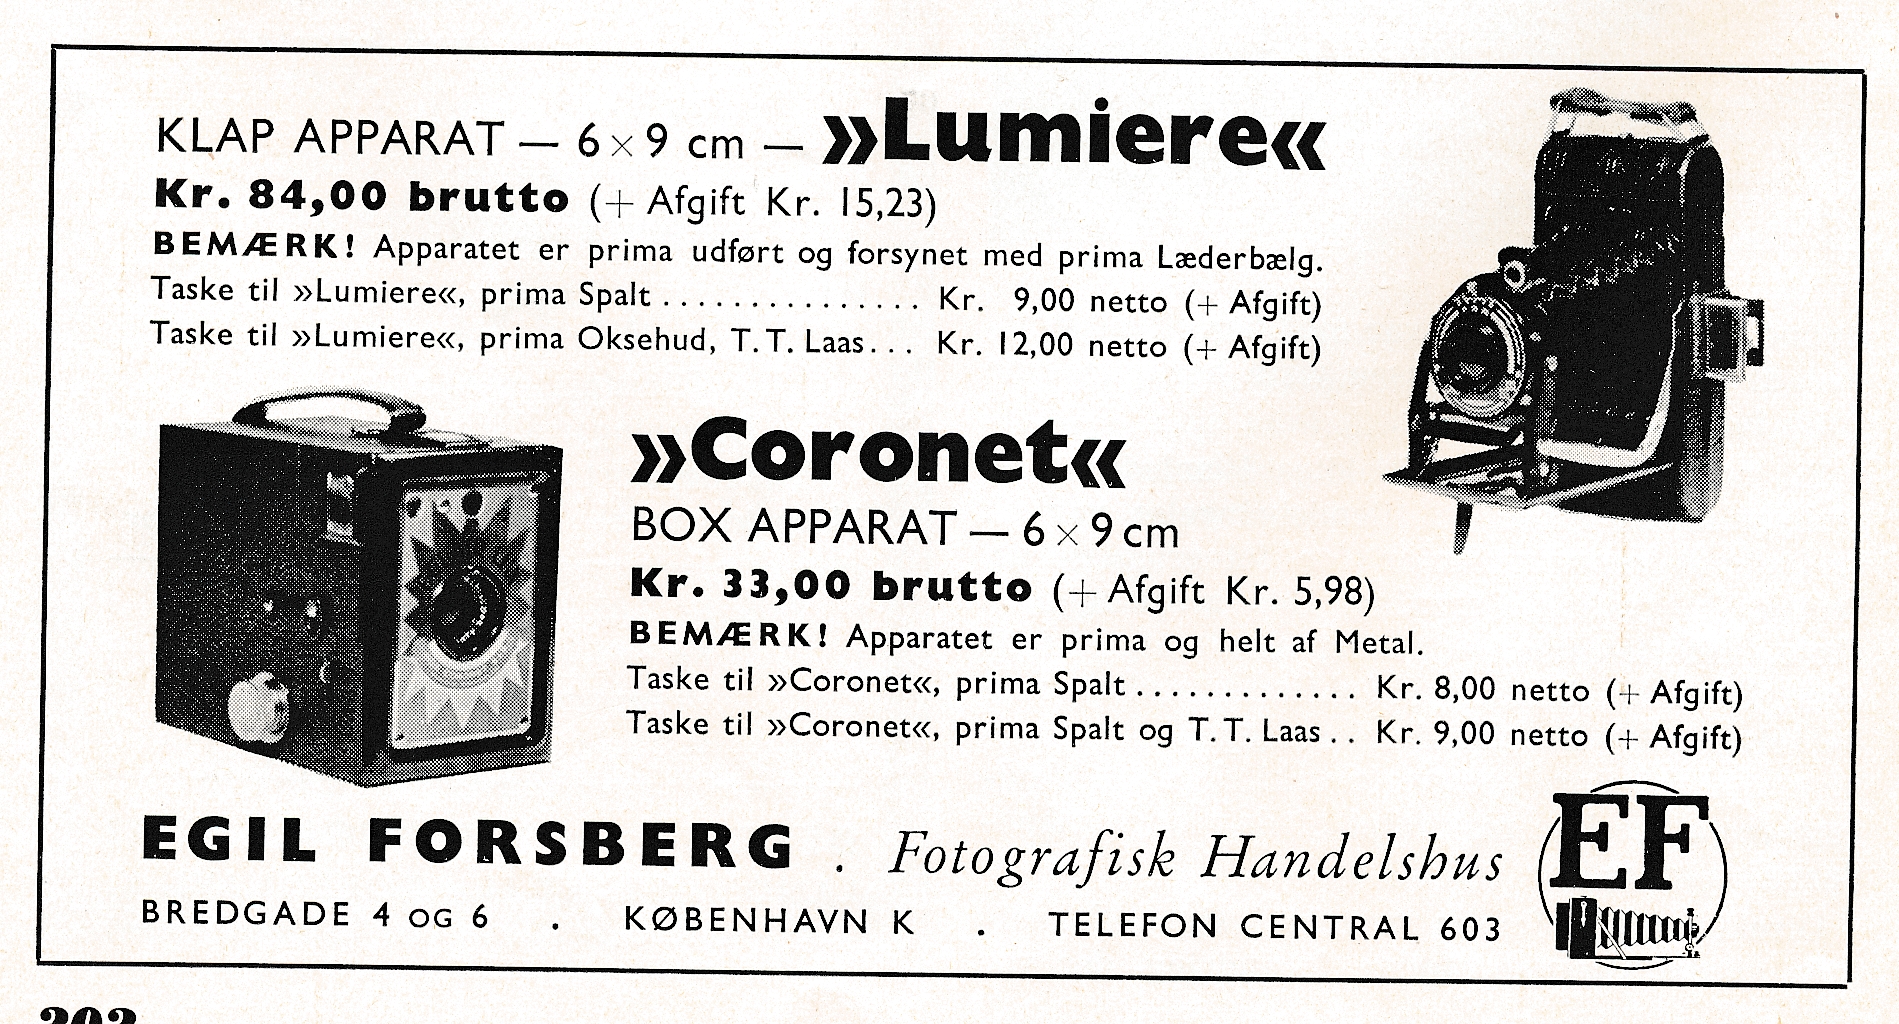 KLAP APPARAT — 6 × 9 cm — »Lumiere«
Kr. 84,00 brutto (+ Afgift Kr. 15,23)
BEMÆRK! Apparatet er prima udført og forsynet med prima Læderbælg.
Taske til »Lumiere«, prima Spalt ............... Kr. 9,00 netto (+ Afgift)
Taske til »Lumiere«, prima Oksehud, T. T. Laas... Kr. 12,00 netto (+ Afgift)
»Coronet«
BOX APPARAT — 6 × 9 cm
Kr. 33,00 brutto (+ Afgift Kr. 5,98)
BEMÆRK! Apparatet er prima og helt af Metal.
Taske til »Coronet«, prima Spalt ............. Kr. 8,00 netto (+ Afgift)
Taske til »Coronet«, prima Spalt og T. T. Laas .. Kr. 9,00 netto (+ Afgift)
EGIL FORSBERG . Fotografisk Handelshus
EF
BREDGADE 4 OG 6 . KØBENHAVN K . TELEFON CENTRAL 603